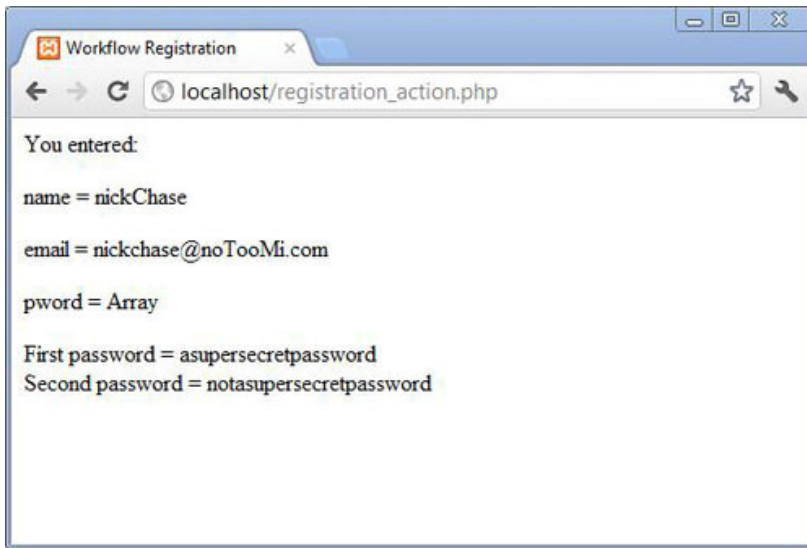 Workflow Registration
localhost/registration_action.php
You entered:
name = nickChase
email = nickchase@noTooMi.com
pword = Array
First password = asupersecretpassword
Second password = notasupersecretpassword